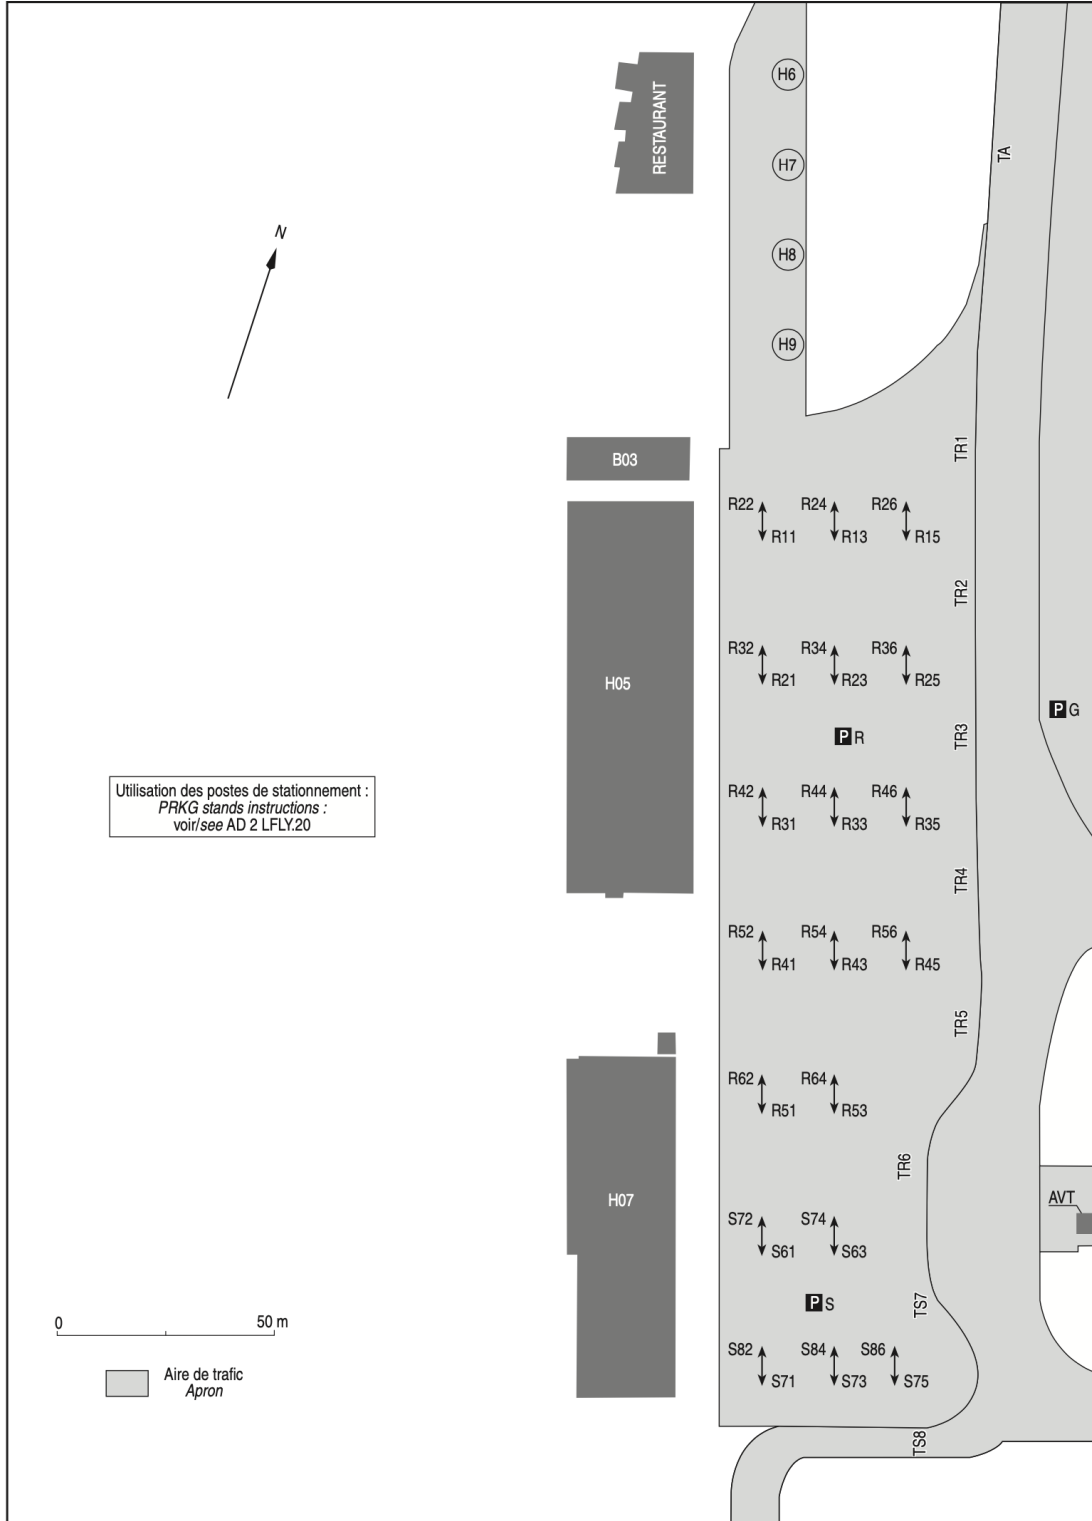 H6
RESTAURANT
TA
H7
N
H8
H9
TR1
B03
R22 R24 R26
R11 R13 R15
TR2
R32 R34 R36
H05
R21 R23 R25
P G
P R
TR3
Utilisation des postes de stationnement :
PRKG stands instructions :
voir/see AD 2 LFLY.20
R42 R44 R46
R31 R33 R35
TR4
R52 R54 R56
R41 R43 R45
TR5
R62 R64
R51 R53
TR6
H07
AVT
S72 S74
S61 S63
P S
TS7
0 50 m
S82 S84 S86
S71 S73 S75
Aire de trafic
Apron
TS8